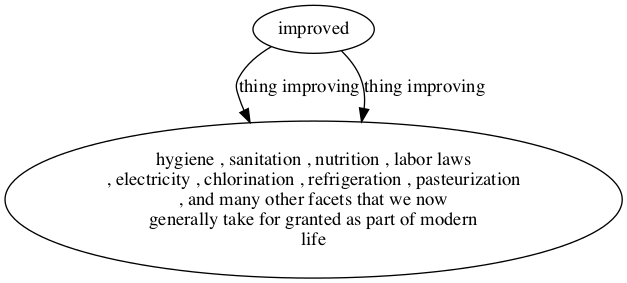 improved
thing improving thing improving
hygiene , sanitation , nutrition , labor laws
, electricity , chlorination , refrigeration , pasteurization
, and many other facets that we now
generally take for granted as part of modern
life